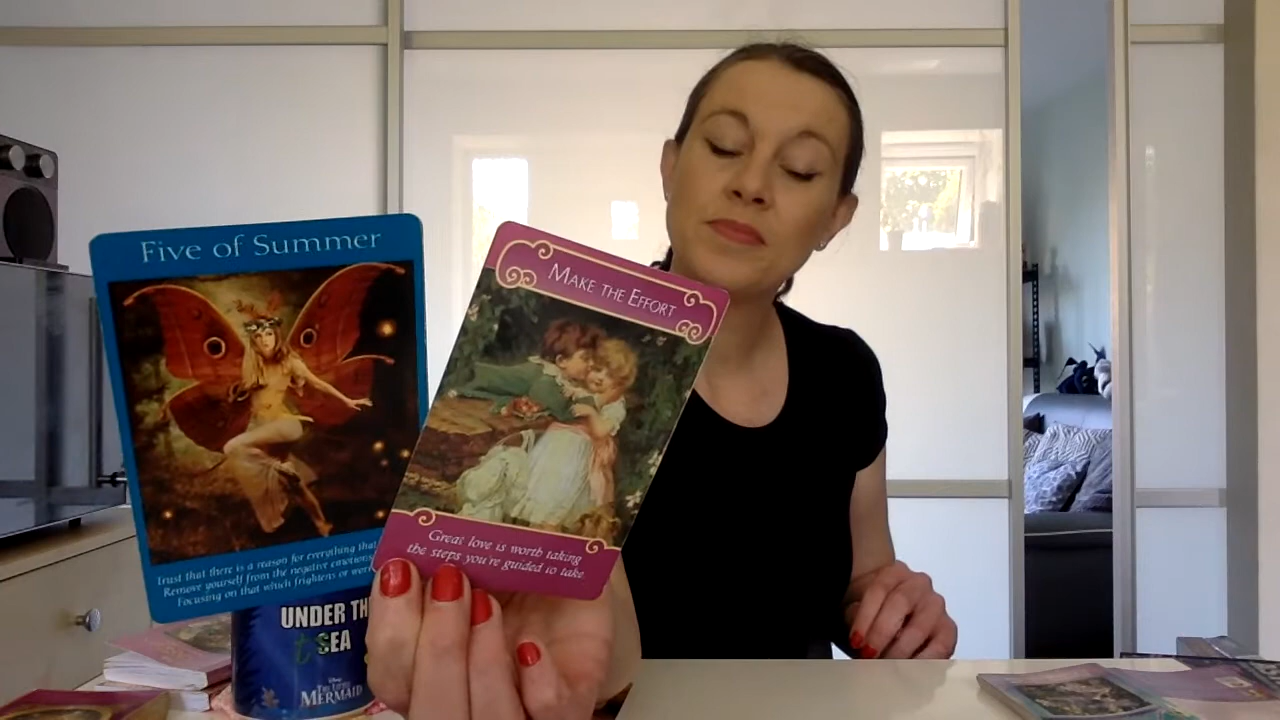 Five of Summer
Trust that there is a reason for everything that
Remove yourself from the negative emotions
Focusing on that which frightens or
MAKE THE EFFORT
Great love is worth taking
the steps you're guided to take.
UNDER THE
SEA
Disney
THE LITTLE
MERMAID